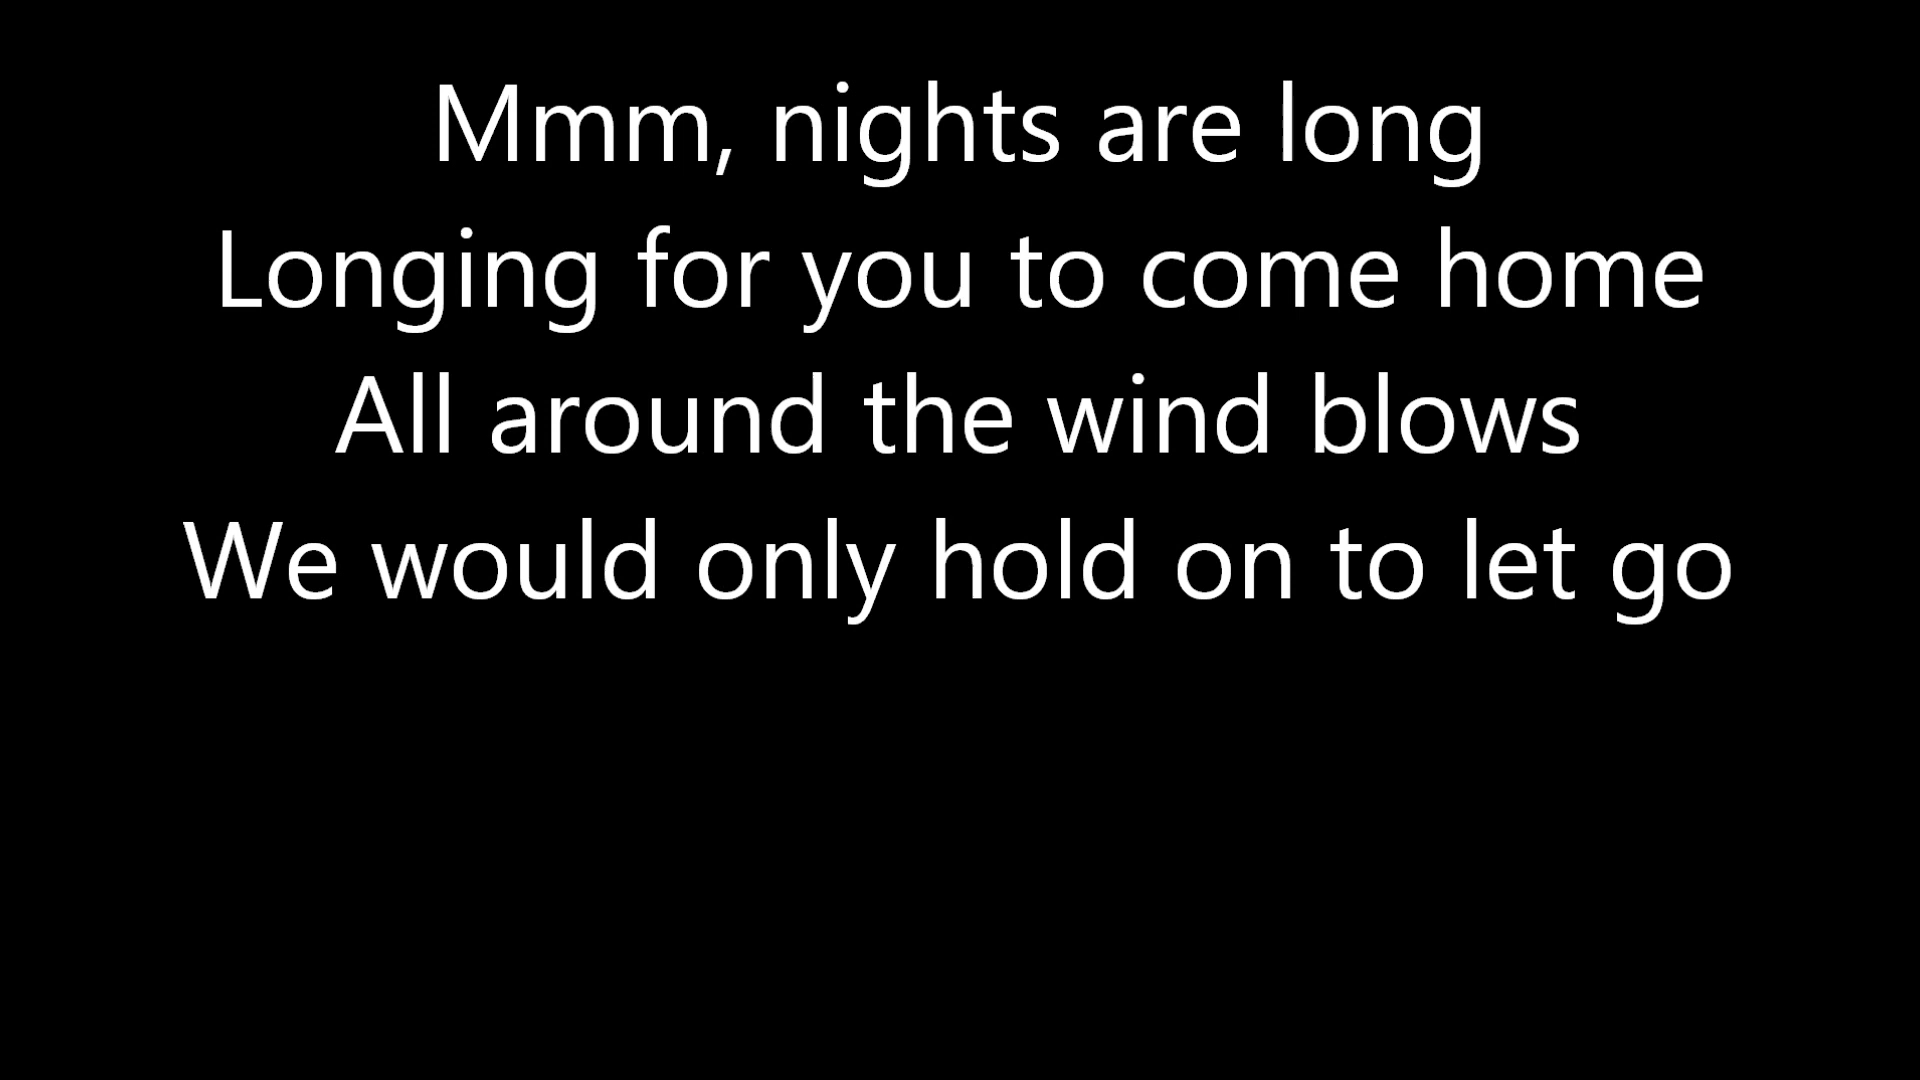 Mmm, nights are long
Longing for you to come home
All around the wind blows
We would only hold on to let go